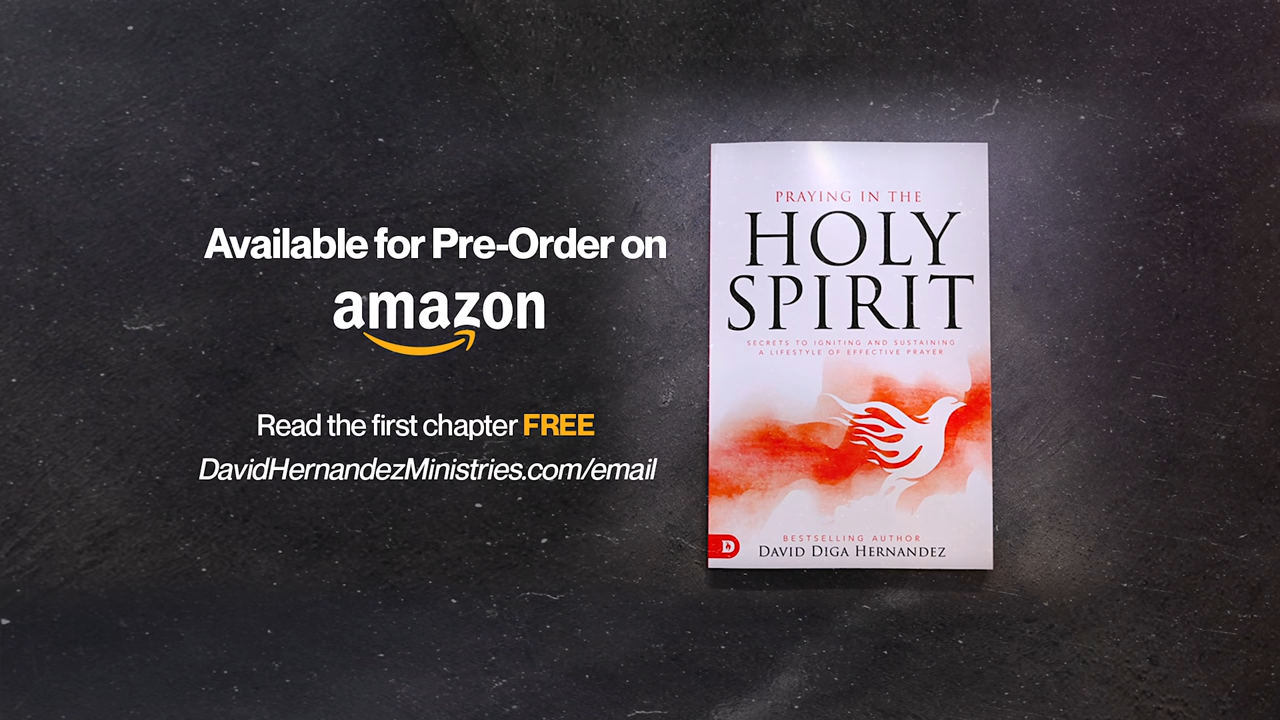 Available for Pre-Order on
amazon
Read the first chapter FREE
DavidHernandezMinistries.com/email
PRAYING IN THE
HOLY
SPIRIT
SECRETS TO IGNITING AND SUSTAINING
A LIFESTYLE OF EFFECTIVE PRAYER
BESTSELLING AUTHOR
DAVID DIGA HERNANDEZ